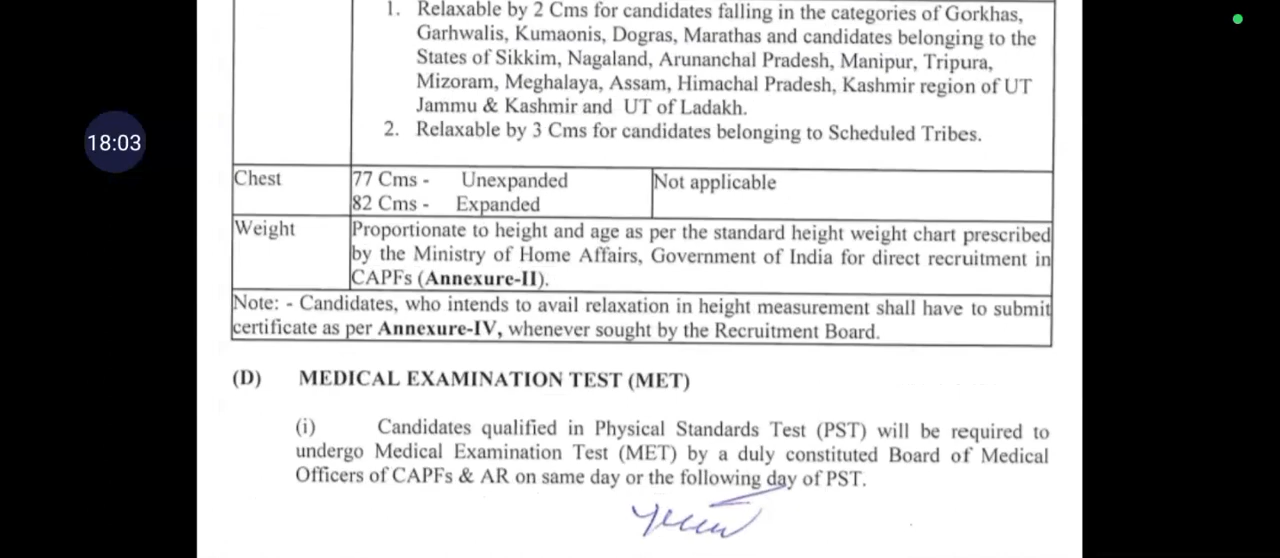 1. Relaxable by 2 Cms for candidates falling in the categories of Gorkhas,
Garhwalis, Kumaonis, Dogras, Marathas and candidates belonging to the
States of Sikkim, Nagaland, Arunanchal Pradesh, Manipur, Tripura,
Mizoram, Meghalaya, Assam, Himachal Pradesh, Kashmir region of UT
Jammu & Kashmir and UT of Ladakh.
18:03
2. Relaxable by 3 Cms for candidates belonging to Scheduled Tribes.
Chest 77 Cms - Unexpanded Not applicable
82 Cms - Expanded
Weight Proportionate to height and age as per the standard height weight chart prescribed
by the Ministry of Home Affairs, Government of India for direct recruitment in
CAPFs (Annexure-II).
Note: - Candidates, who intends to avail relaxation in height measurement shall have to submit
certificate as per Annexure-IV, whenever sought by the Recruitment Board.
(D) MEDICAL EXAMINATION TEST (MET)
(i) Candidates qualified in Physical Standards Test (PST) will be required to
undergo Medical Examination Test (MET) by a duly constituted Board of Medical
Officers of CAPFs & AR on same day or the following day of PST.